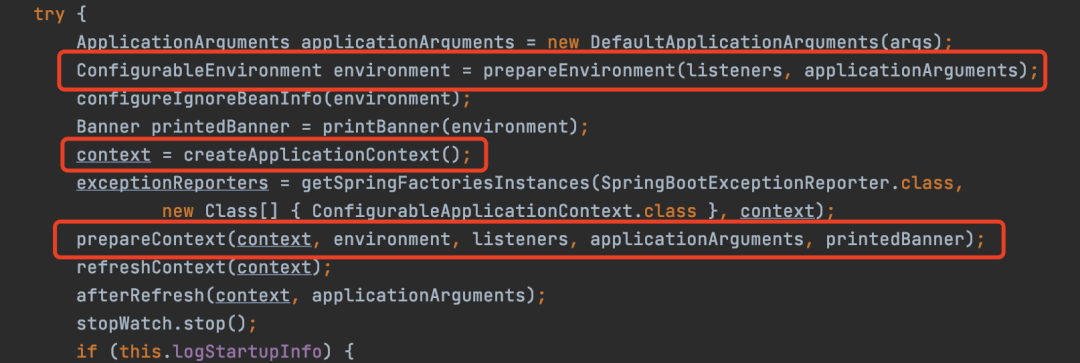 try {
ApplicationArguments applicationArguments = new DefaultApplicationArguments(args);
ConfigurableEnvironment environment = prepareEnvironment(listeners, applicationArguments);
configureIgnoreBeanInfo(environment);
Banner printedBanner = printBanner(environment);
context = createApplicationContext();
exceptionReporters = getSpringFactoriesInstances(SpringBootExceptionReporter.class,
new Class[] { ConfigurableApplicationContext.class }, context);
prepareContext(context, environment, listeners, applicationArguments, printedBanner);
refreshContext(context);
afterRefresh(context, applicationArguments);
stopWatch.stop();
if (this.logStartupInfo) {